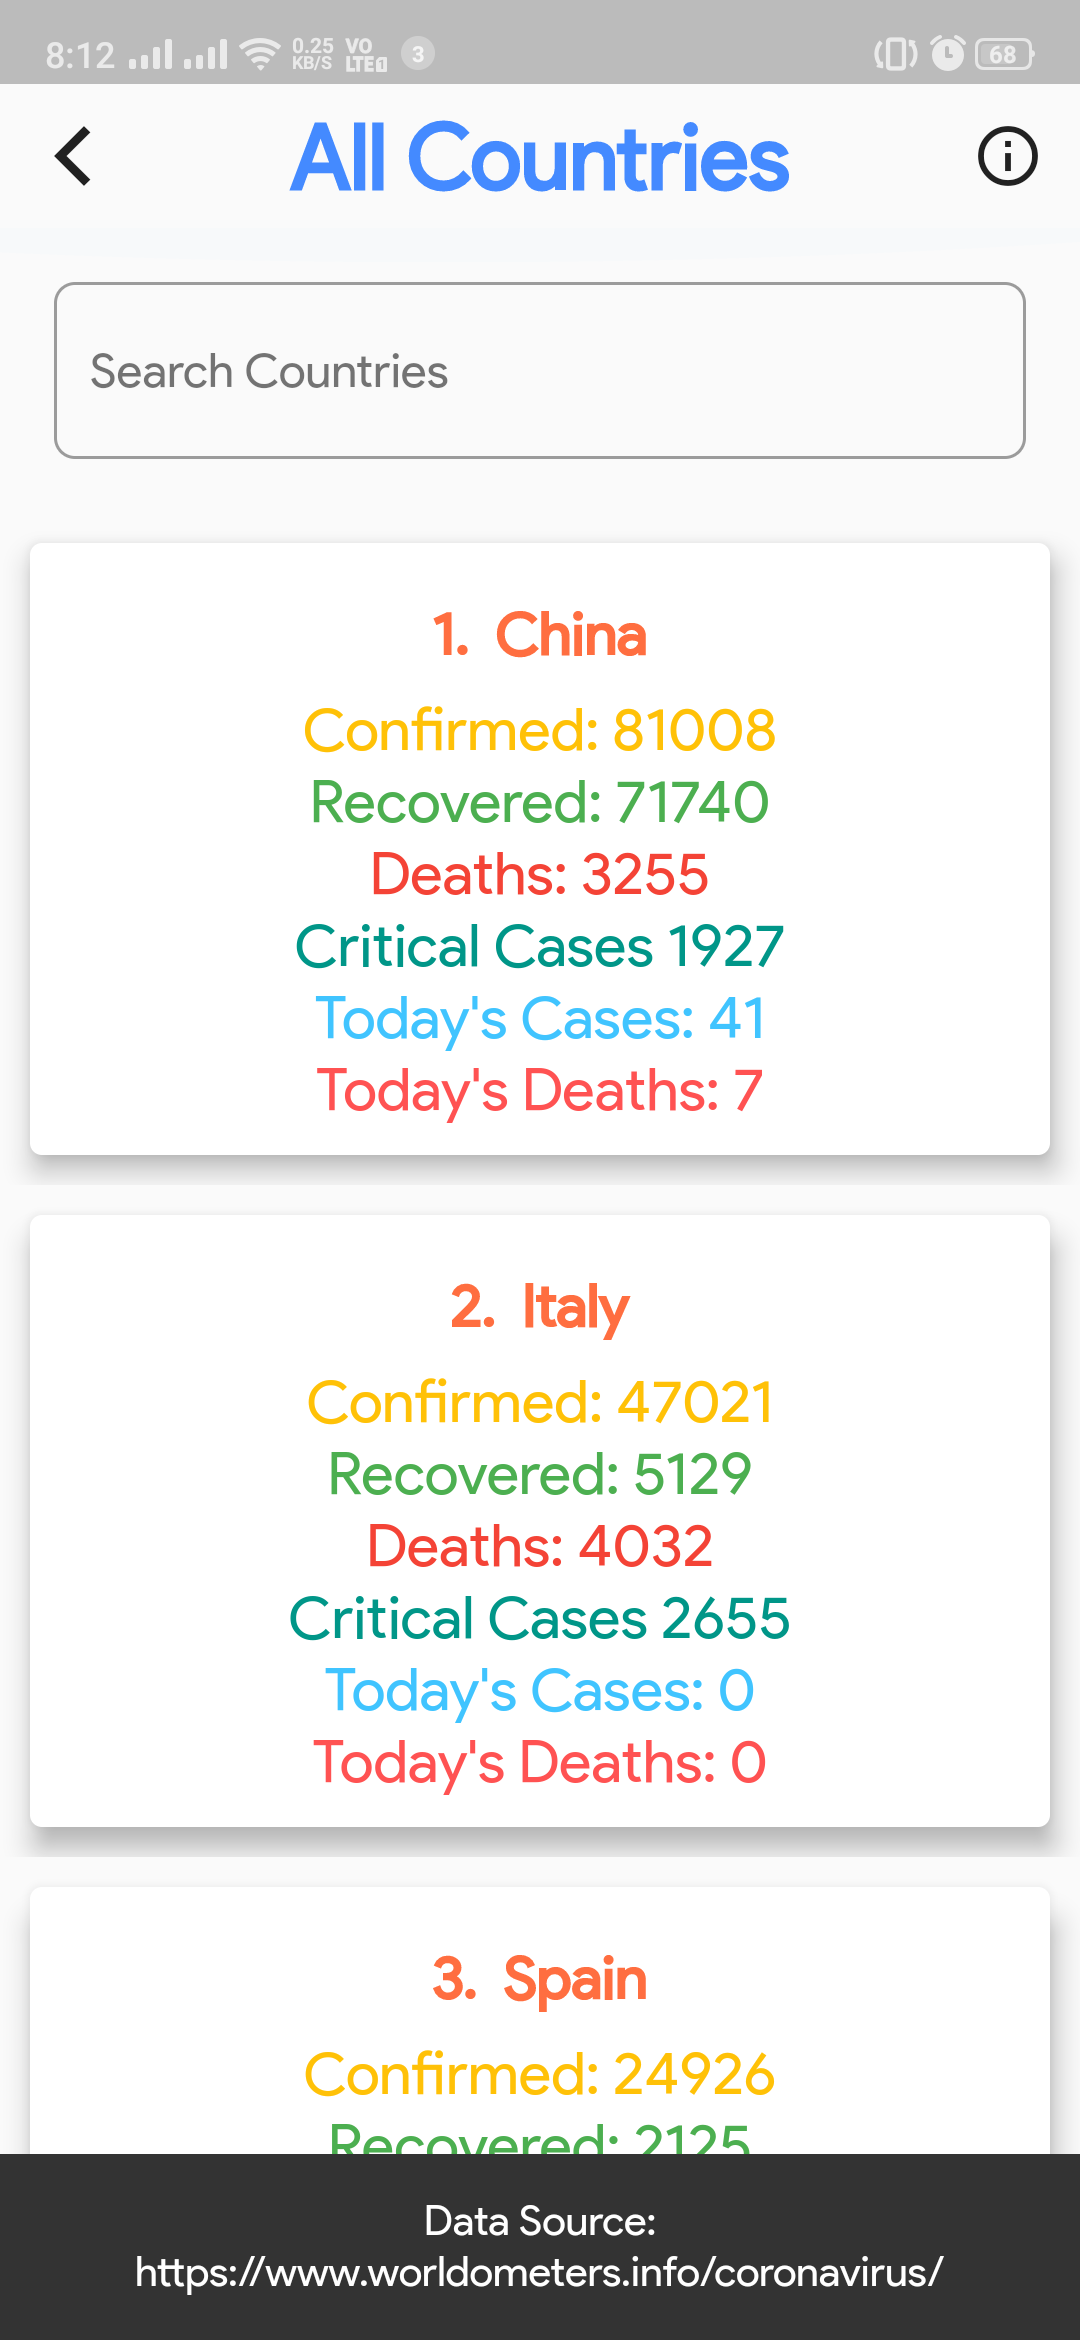 8:12 0.25 KB/S VO LTE 1 3 68
All Countries
Search Countries
1. China
Confirmed: 81008
Recovered: 71740
Deaths: 3255
Critical Cases 1927
Today's Cases: 41
Today's Deaths: 7
2. Italy
Confirmed: 47021
Recovered: 5129
Deaths: 4032
Critical Cases 2655
Today's Cases: 0
Today's Deaths: 0
3. Spain
Confirmed: 24926
Recovered: 2125
Data Source:
https://www.worldometers.info/coronavirus/